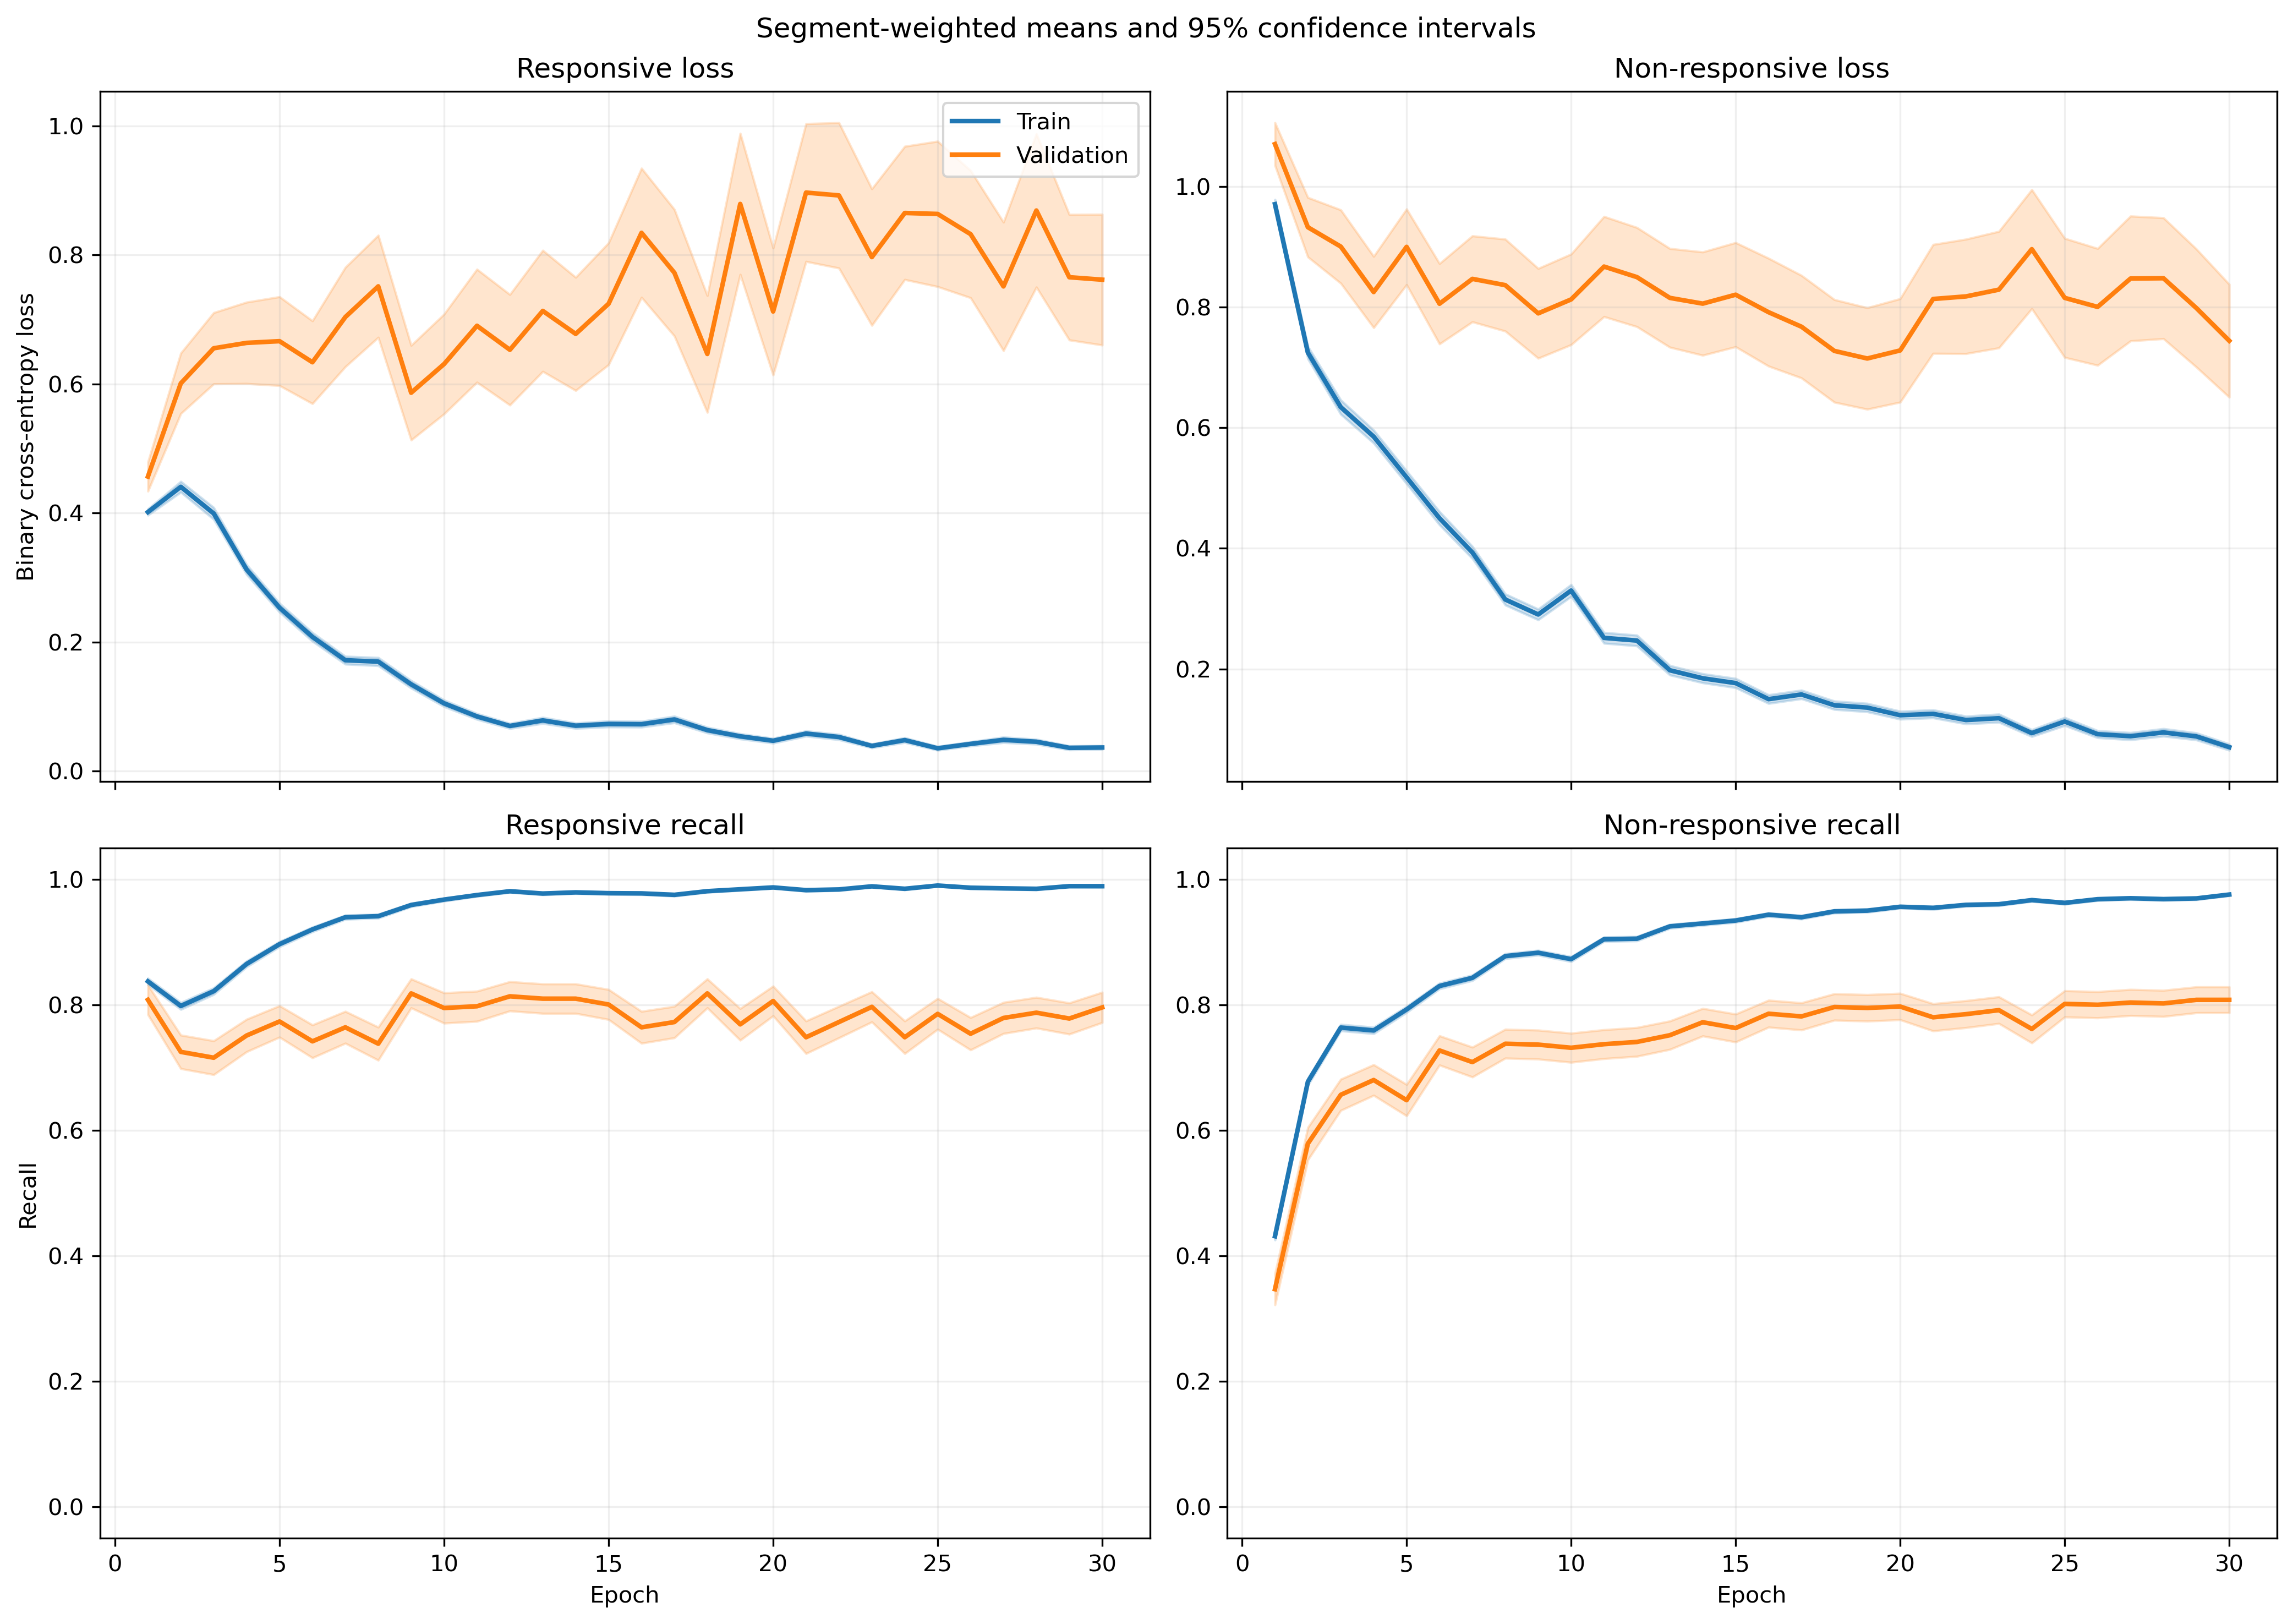 Segment-weighted means and 95% confidence intervals
Responsive loss
Non-responsive loss
Train
Validation
Binary cross-entropy loss
1.0
0.8
0.6
0.4
0.2
0.0
1.0
0.8
0.6
0.4
0.2
Responsive recall
Non-responsive recall
Recall
1.0
0.8
0.6
0.4
0.2
0.0
0 5 10 15 20 25 30
Epoch
1.0
0.8
0.6
0.4
0.2
0.0
0 5 10 15 20 25 30
Epoch